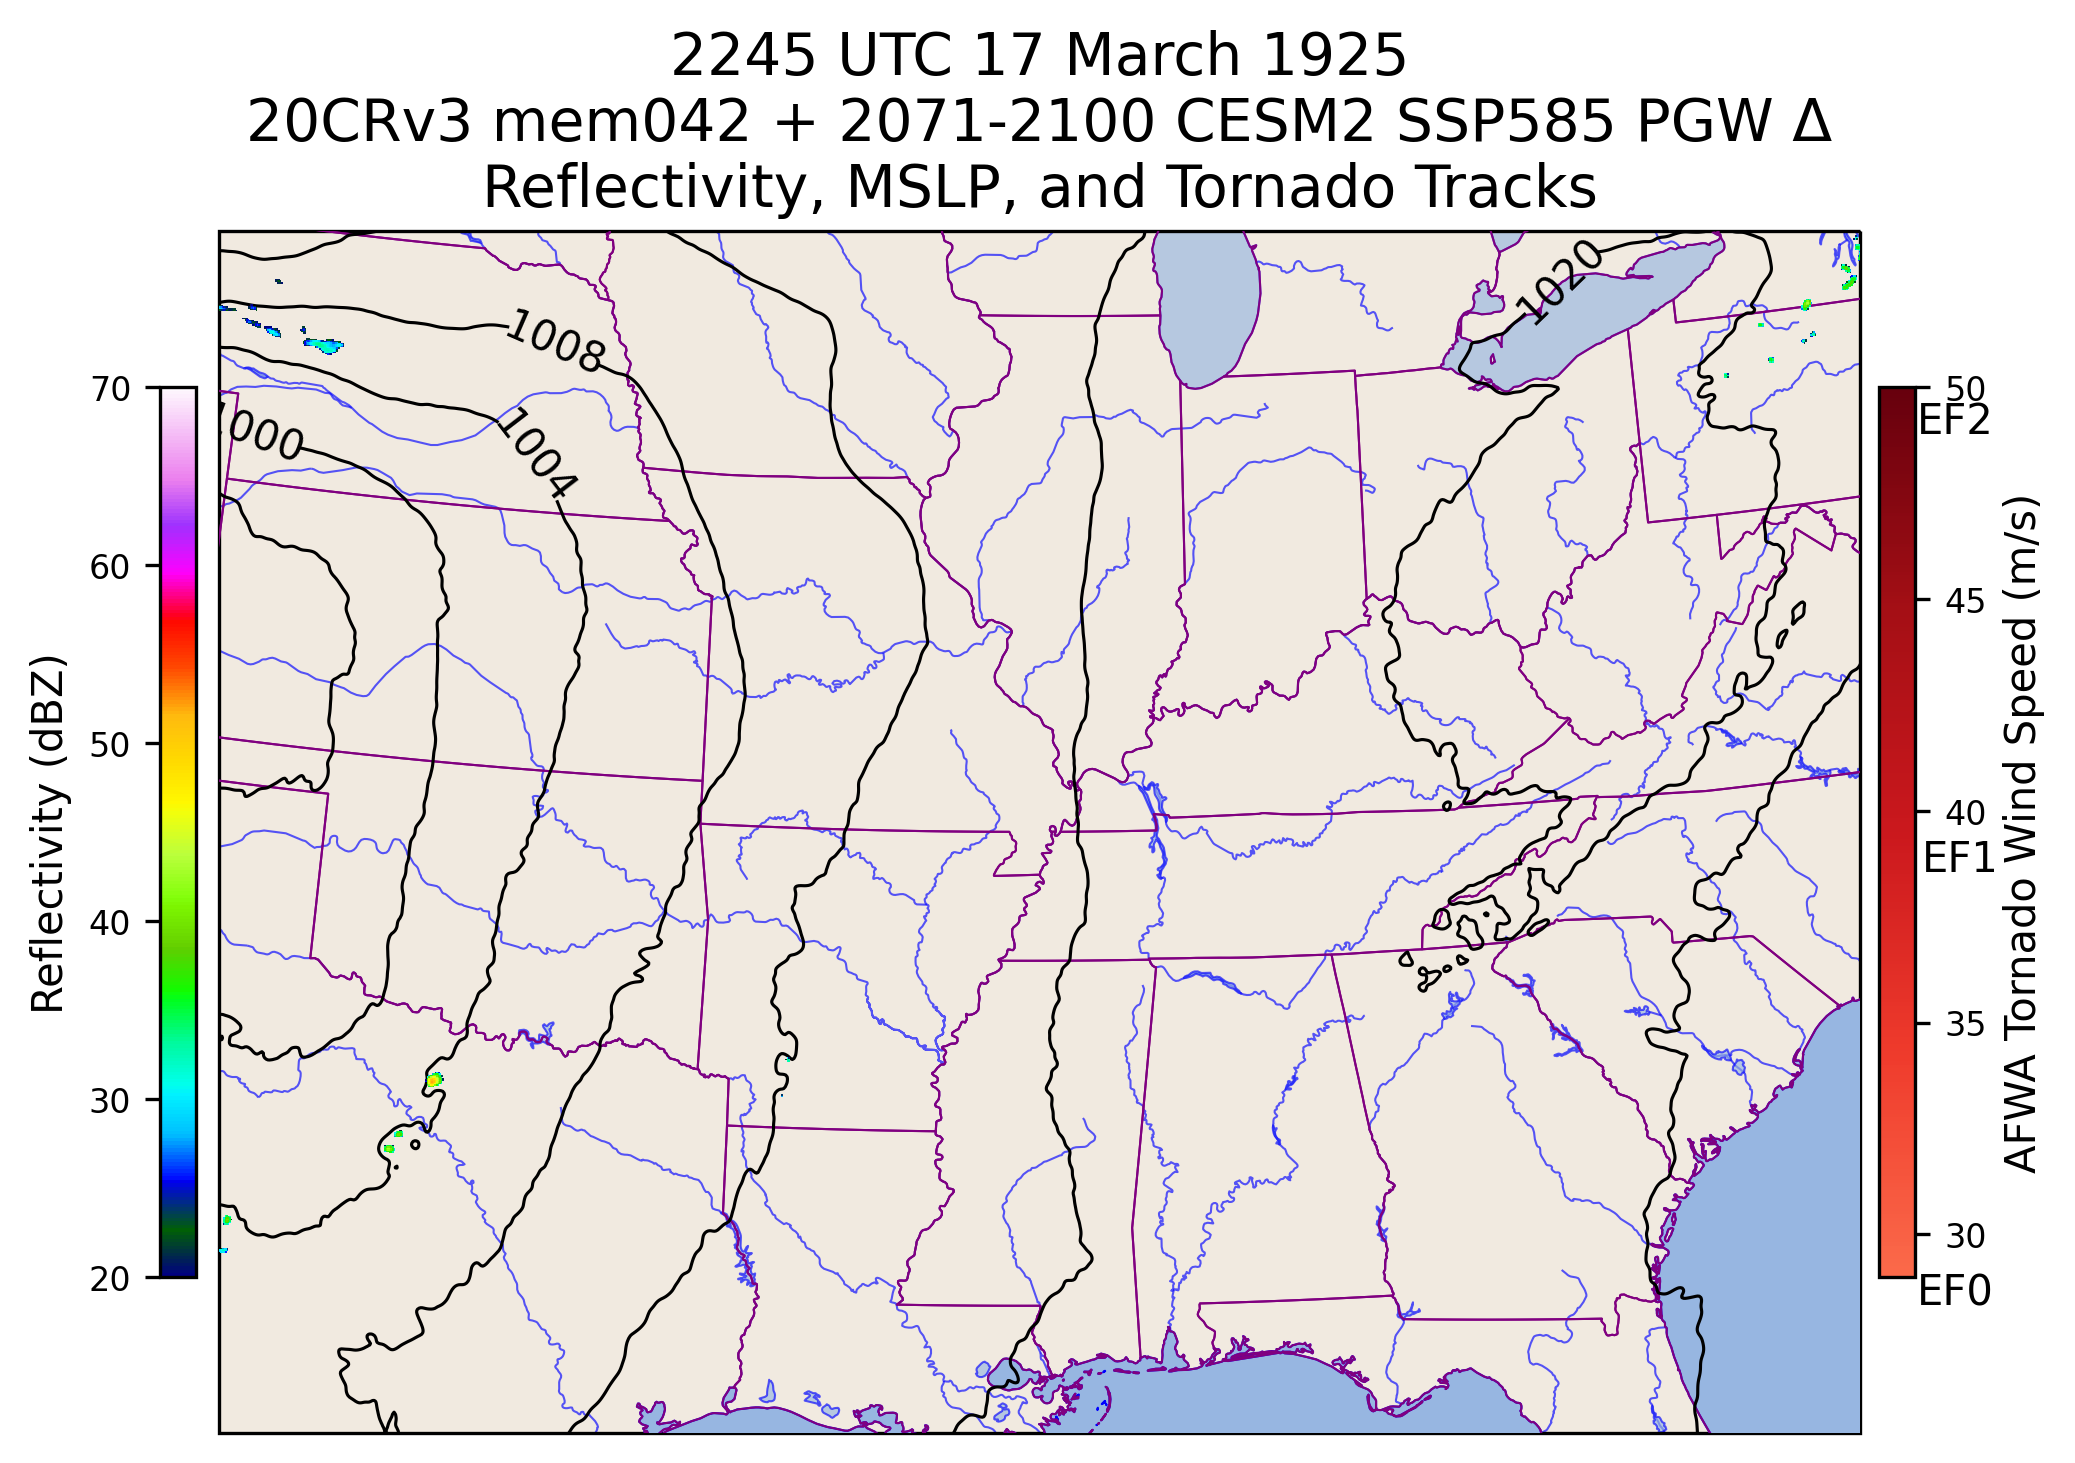 2245 UTC 17 March 1925
20CRv3 mem042 + 2071-2100 CESM2 SSP585 PGW Δ
Reflectivity, MSLP, and Tornado Tracks
1020
1008
1004
1000
70
60
50
40
30
20
Reflectivity (dBZ)
50
EF2
45
40
EF1
35
30
EF0
AFWA Tornado Wind Speed (m/s)